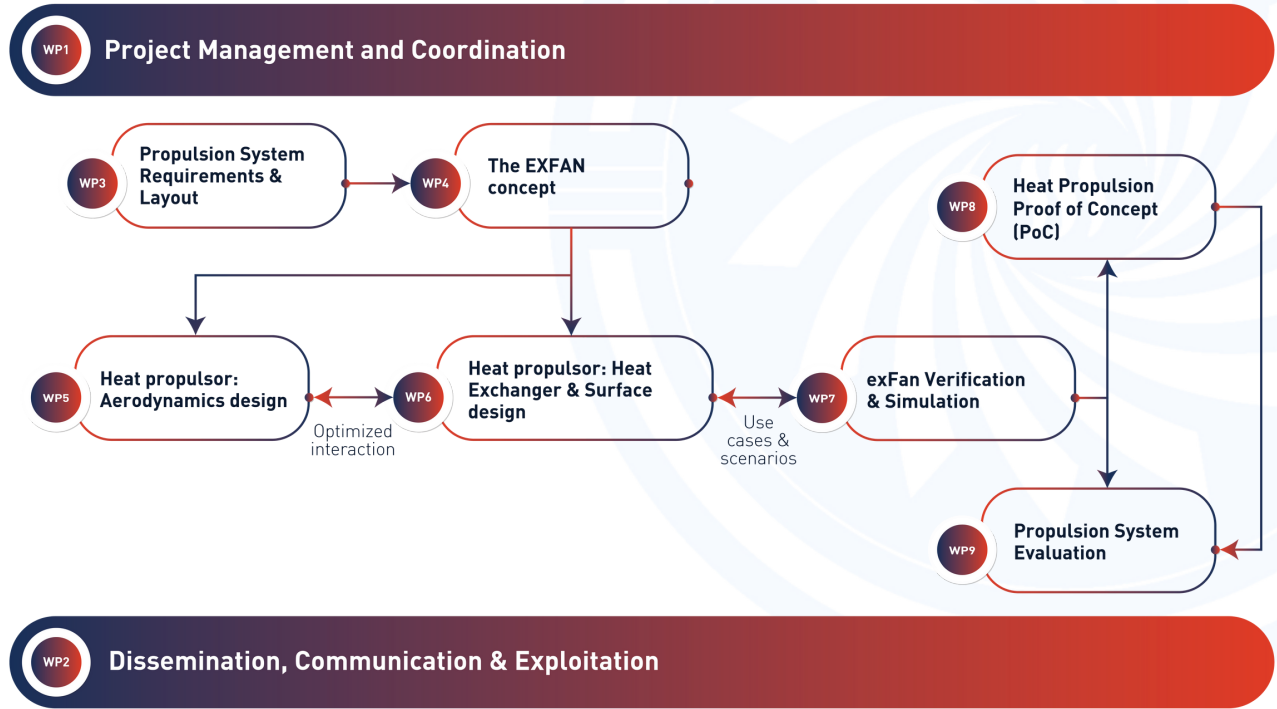 WP1
Project Management and Coordination
WP3
Propulsion System
Requirements &
Layout
WP4
The EXFAN
concept
WP8
Heat Propulsion
Proof of Concept
(PoC)
WP5
Heat propulsor:
Aerodynamics design
Optimized
interaction
WP6
Heat propulsor: Heat
Exchanger & Surface
design
Use
cases &
scenarios
WP7
exFan Verification
& Simulation
WP9
Propulsion System
Evaluation
WP2
Dissemination, Communication & Exploitation